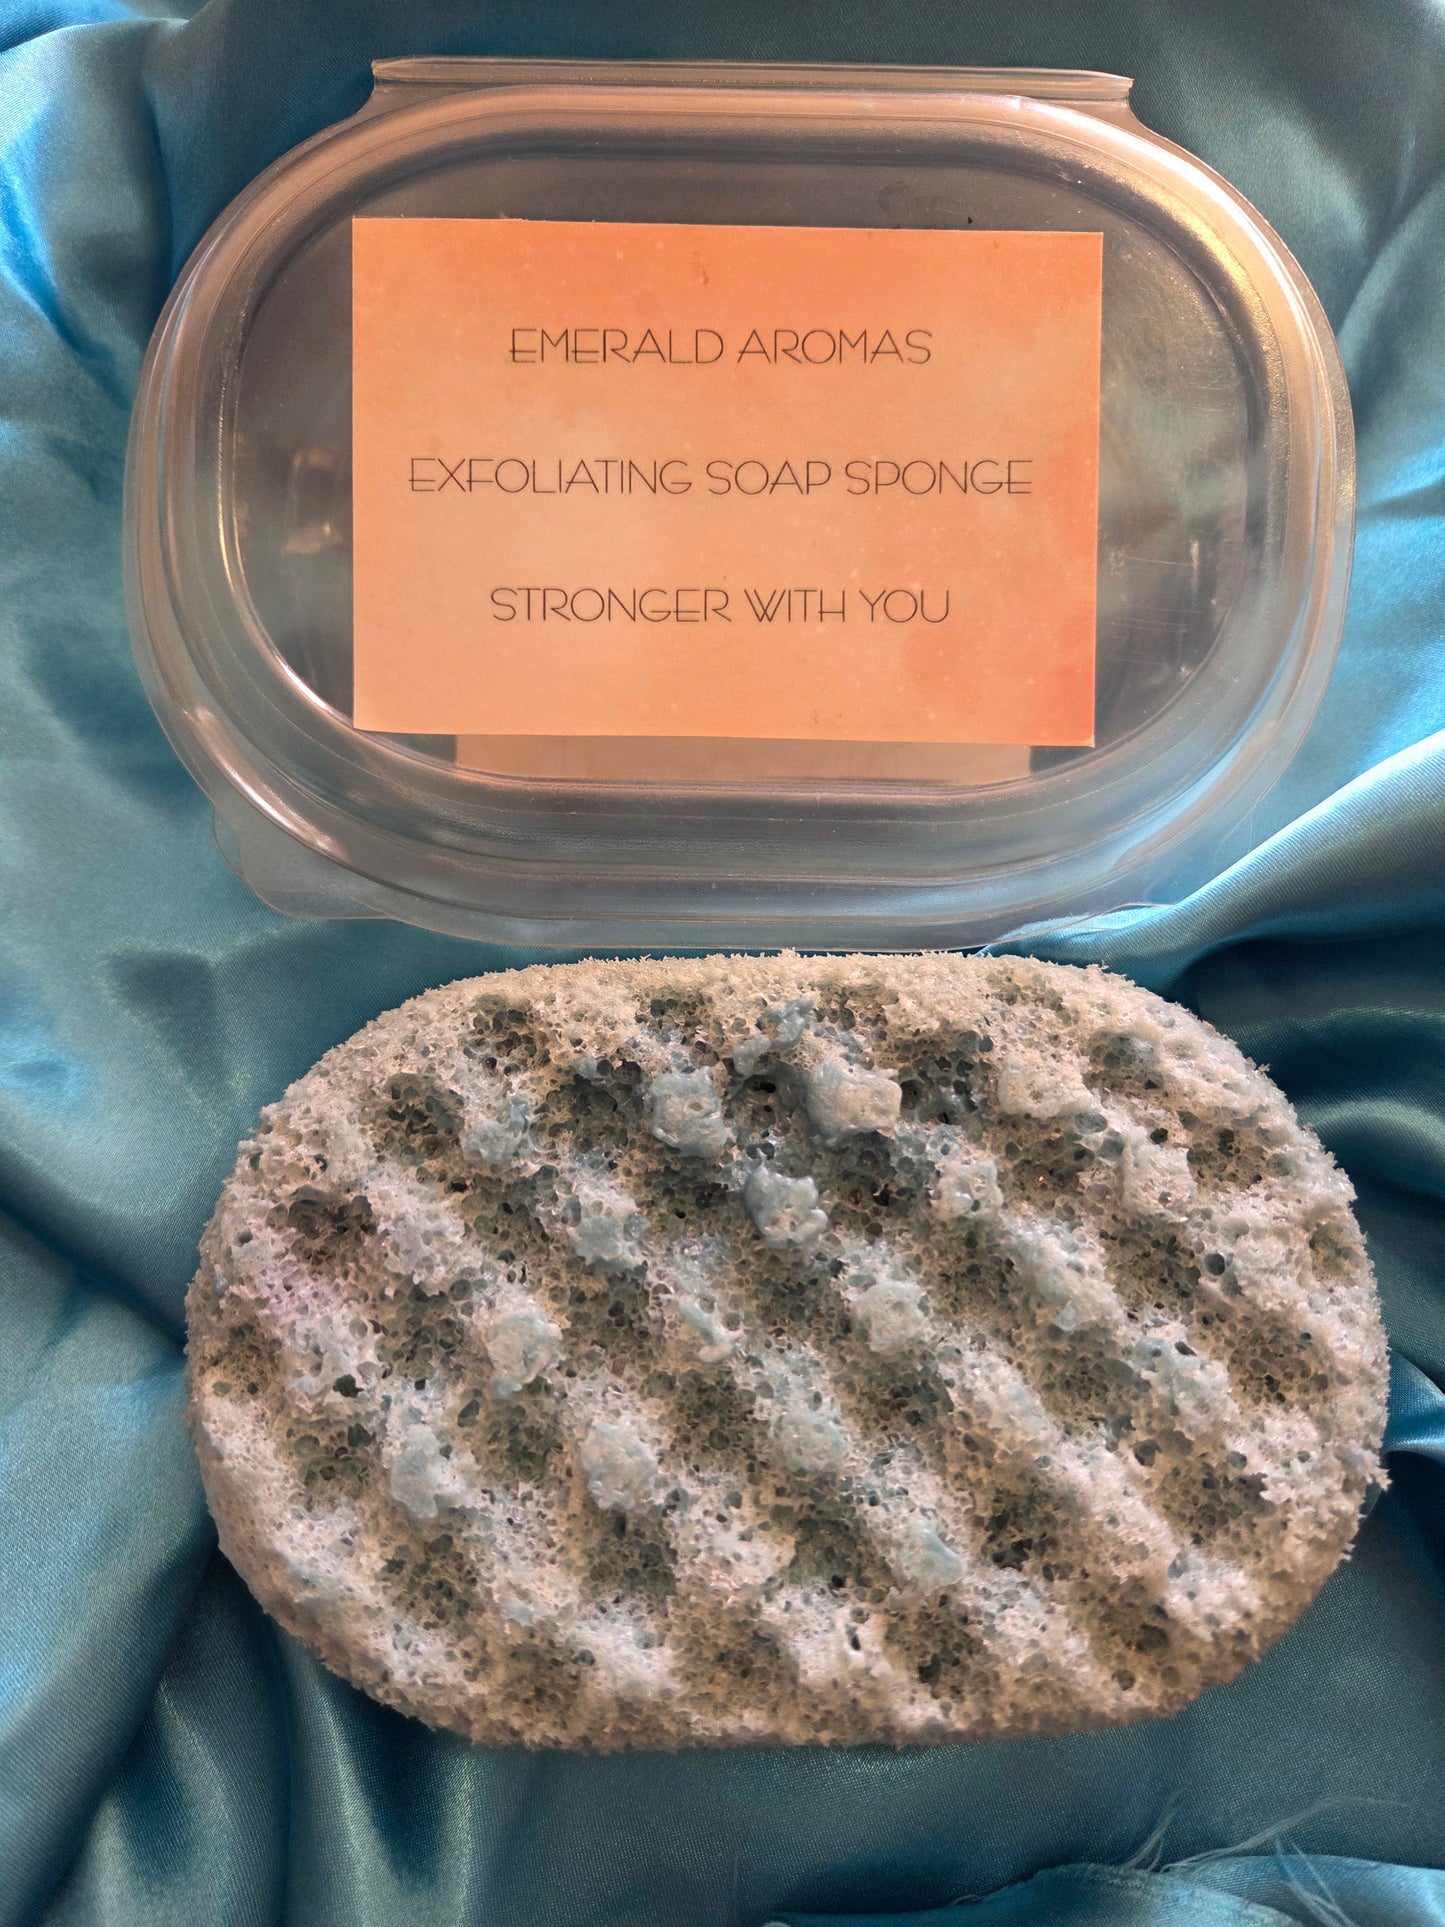 EMERALD AROMAS
EXFOLIATING SOAP SPONGE
STRONGER WITH YOU